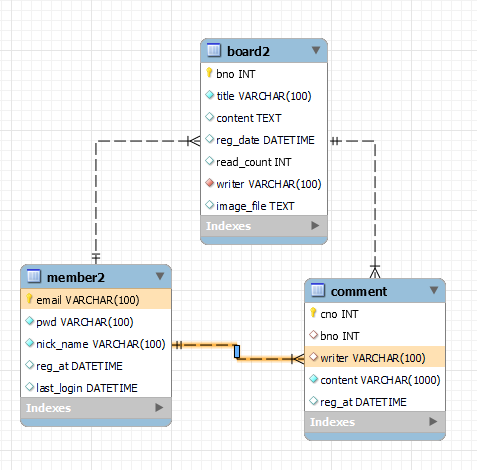 board2
bno INT
title VARCHAR(100)
content TEXT
reg_date DATETIME
read_count INT
writer VARCHAR(100)
image_file TEXT
Indexes
member2
email VARCHAR(100)
pwd VARCHAR(100)
nick_name VARCHAR(100)
reg_at DATETIME
last_login DATETIME
Indexes
comment
cno INT
bno INT
writer VARCHAR(100)
content VARCHAR(1000)
reg_at DATETIME
Indexes